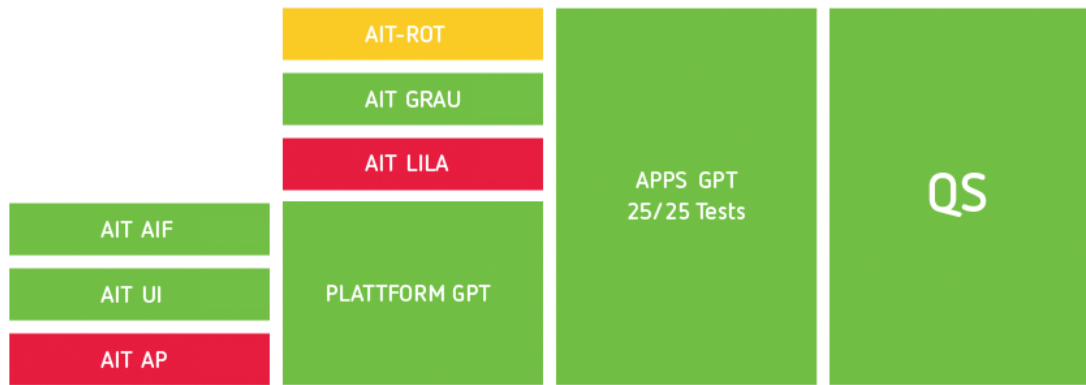 AIT-ROT
AIT GRAU
AIT LILA
AIT AIF
AIT UI
AIT AP
PLATTFORM GPT
APPS GPT
25/25 Tests
QS